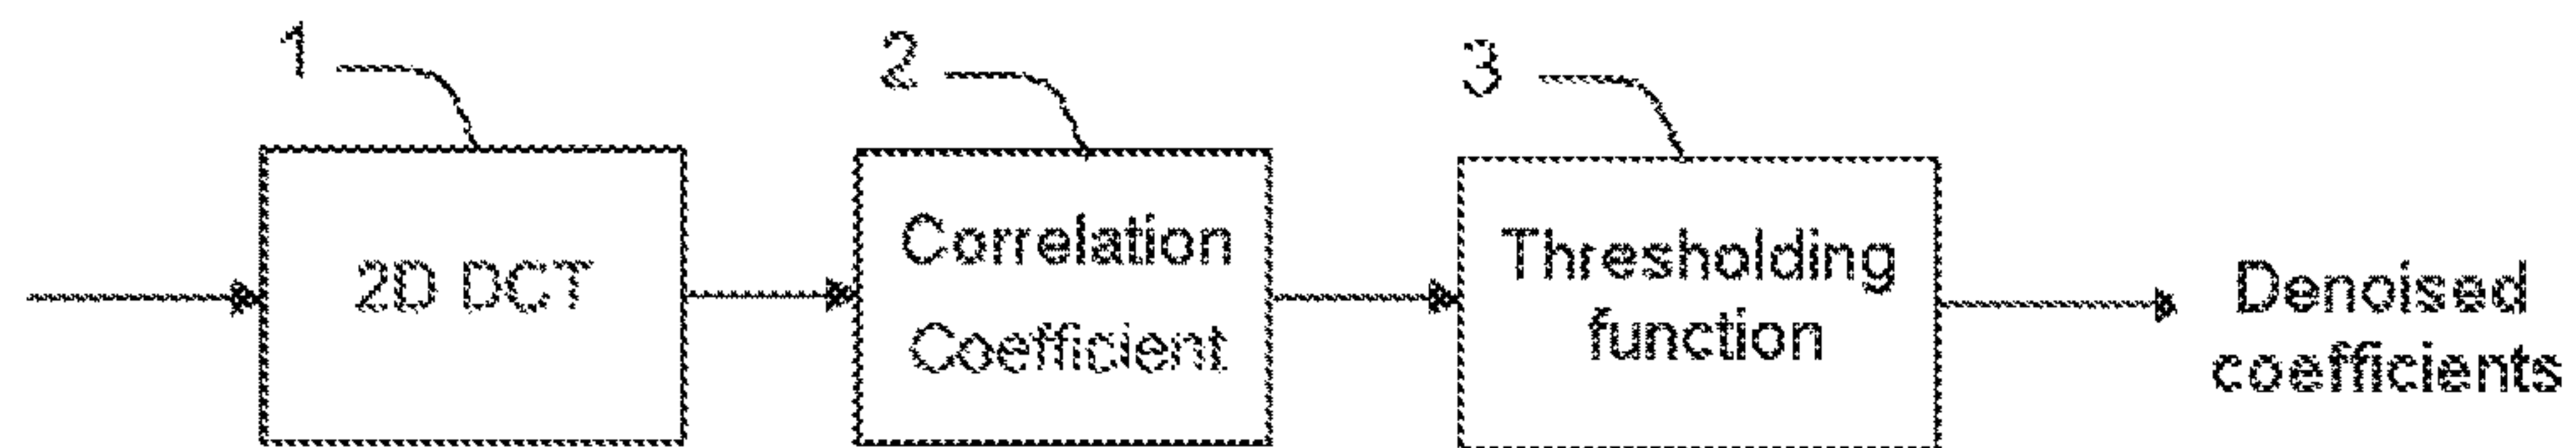 1
2
3
2D DCT
Correlation
Coefficient
Thresholding
function
Denoised
coefficients